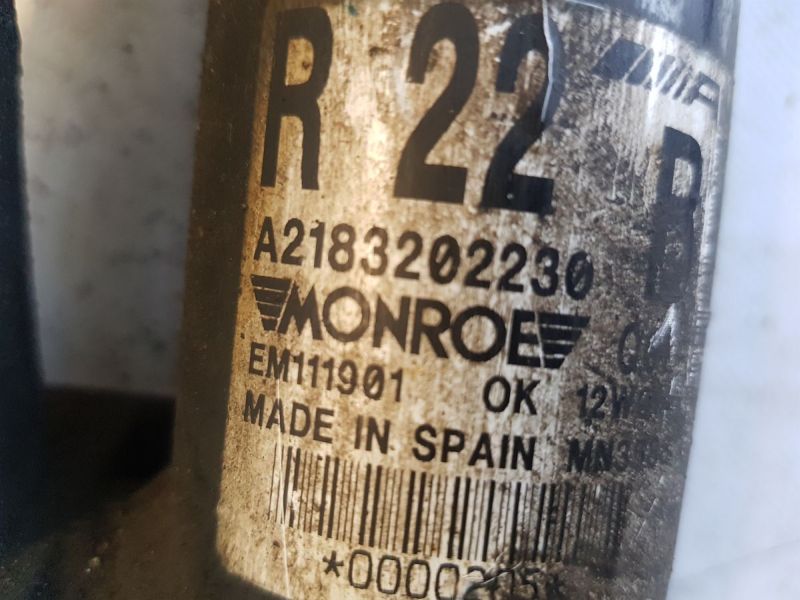 R 22 R
A2183202230
MONROE
EM111901 OK
MADE IN SPAIN